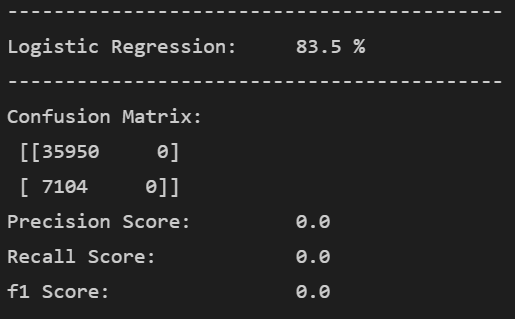 -------------------------------------------
Logistic Regression:     83.5 %
-------------------------------------------
Confusion Matrix:
 [[35950     0]
 [ 7104     0]]
Precision Score:         0.0
Recall Score:            0.0
f1 Score:                0.0